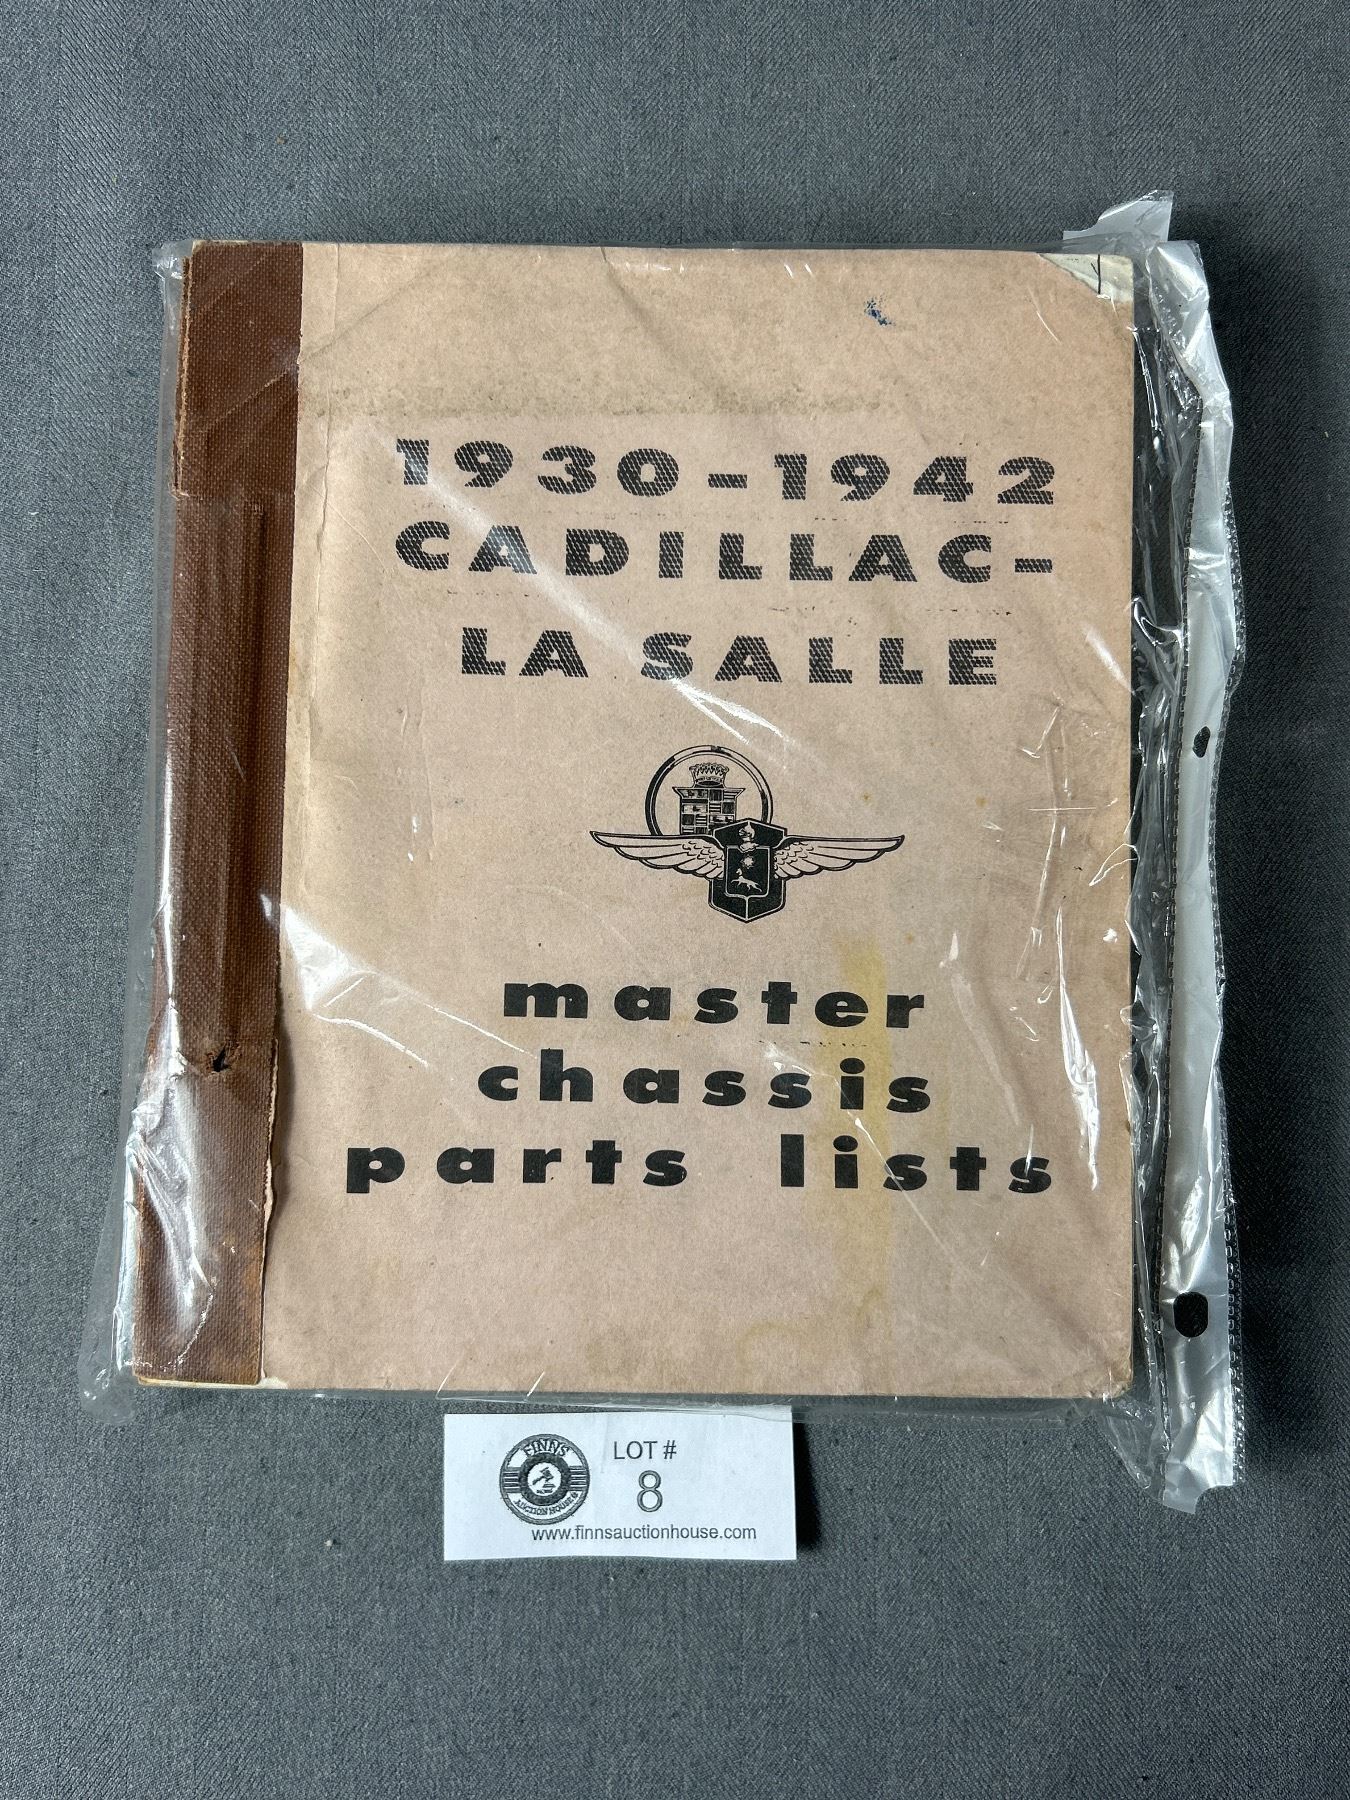 1930-1942
CADILLAC-
LA SALLE
master
chassis
parts lists
FINNS
AUCTION HOUSE
LOT #
8
www.finnsauctionhouse.com